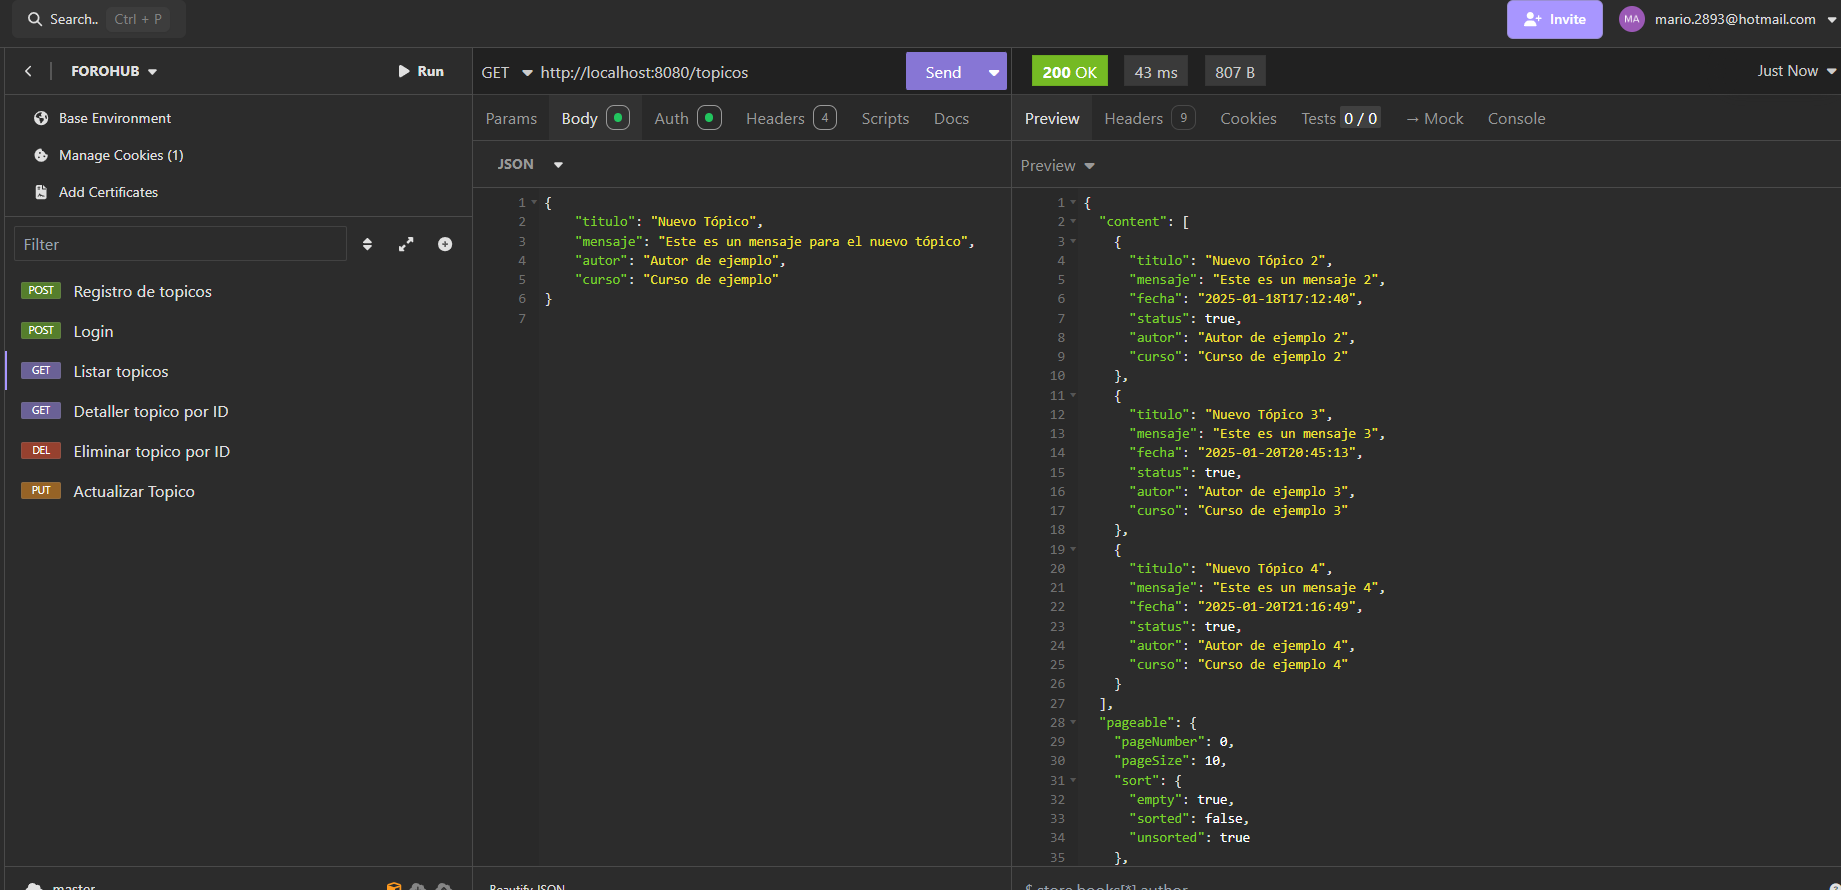 Search.. Ctrl + P
Invite MA mario.2893@hotmail.com
FOROHUB Run
Base Environment
Manage Cookies (1)
Add Certificates
Filter
POST Registro de topicos
POST Login
GET Listar topicos
GET Detaller topico por ID
DEL Eliminar topico por ID
PUT Actualizar Topico
master
GET http://localhost:8080/topicos Send
Params Body Auth Headers 4 Scripts Docs
JSON
1 {
2 "titulo": "Nuevo Tópico",
3 "mensaje": "Este es un mensaje para el nuevo tópico",
4 "autor": "Autor de ejemplo",
5 "curso": "Curso de ejemplo"
6 }
7
Beautify JSON
200 OK 43 ms 807 B Just Now
Preview Headers 9 Cookies Tests 0 / 0 → Mock Console
Preview
1 {
2 "content": [
3 {
4 "titulo": "Nuevo Tópico 2",
5 "mensaje": "Este es un mensaje 2",
6 "fecha": "2025-01-18T17:12:40",
7 "status": true,
8 "autor": "Autor de ejemplo 2",
9 "curso": "Curso de ejemplo 2"
10 },
11 {
12 "titulo": "Nuevo Tópico 3",
13 "mensaje": "Este es un mensaje 3",
14 "fecha": "2025-01-20T20:45:13",
15 "status": true,
16 "autor": "Autor de ejemplo 3",
17 "curso": "Curso de ejemplo 3"
18 },
19 {
20 "titulo": "Nuevo Tópico 4",
21 "mensaje": "Este es un mensaje 4",
22 "fecha": "2025-01-20T21:16:49",
23 "status": true,
24 "autor": "Autor de ejemplo 4",
25 "curso": "Curso de ejemplo 4"
26 }
27 ],
28 "pageable": {
29 "pageNumber": 0,
30 "pageSize": 10,
31 "sort": {
32 "empty": true,
33 "sorted": false,
34 "unsorted": true
35 },
$.store.books[*].author